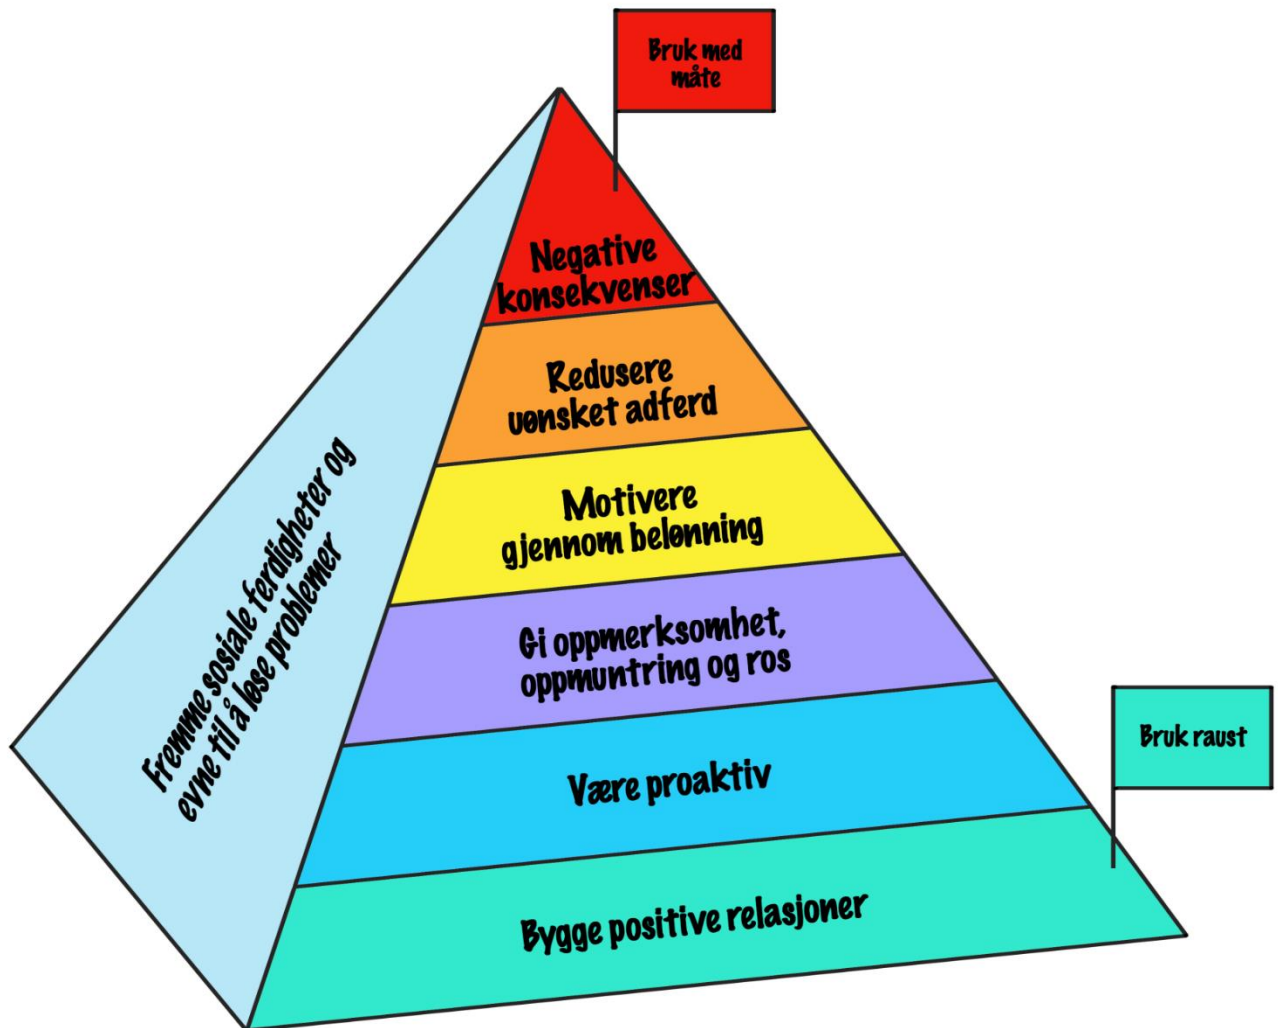 Bruk med
måte
Negative
konsekvenser
Redusere
uønsket adferd
Motivere
gjennom belønning
Gi oppmerksomhet,
oppmuntring og ros
Være proaktiv
Bygge positive relasjoner
Bruk raust
Fremme sosiale ferdigheter og
evne til å løse problemer